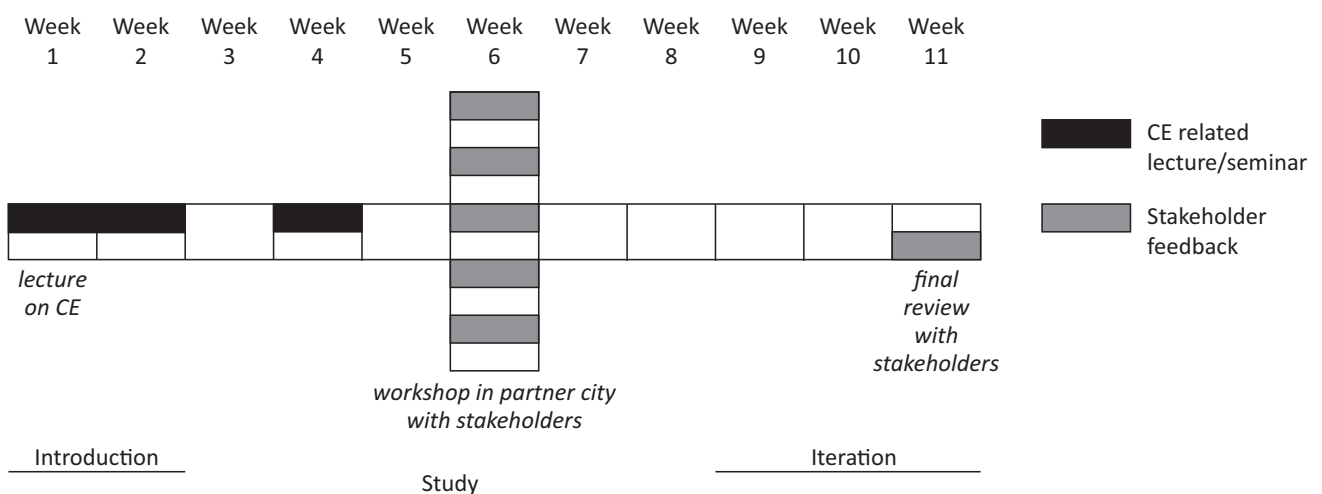 Week Week Week Week Week Week Week Week Week Week Week
1 2 3 4 5 6 7 8 9 10 11
CE related
lecture/seminar
Stakeholder
feedback
lecture
on CE
final
review
with
stakeholders
workshop in partner city
with stakeholders
Introduction
Iteration
Study